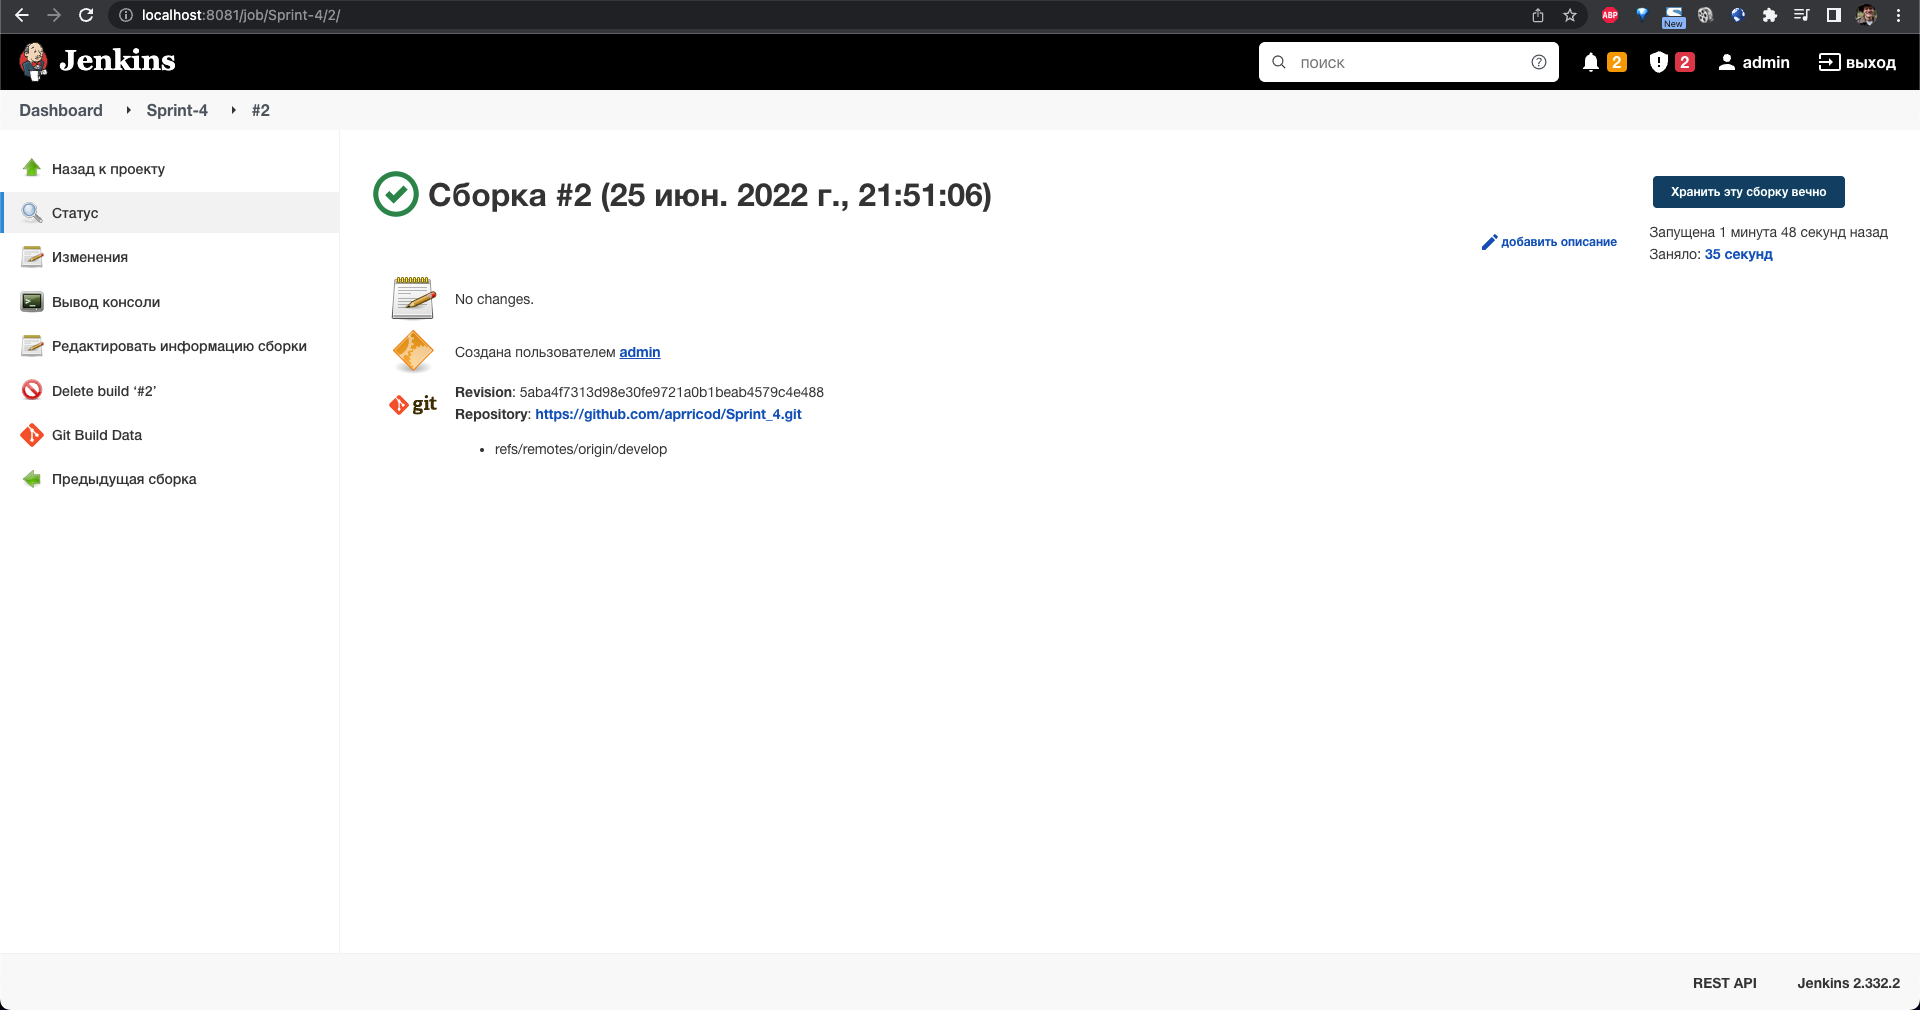 localhost:8081/job/Sprint-4/2/
ABP
New
Jenkins
поиск
2
2
admin
выход
Dashboard
Sprint-4
#2
Назад к проекту
Статус
Изменения
Вывод консоли
Редактировать информацию сборки
Delete build ‘#2’
Git Build Data
Предыдущая сборка
Сборка #2 (25 июн. 2022 г., 21:51:06)
Хранить эту сборку вечно
добавить описание
Запущена 1 минута 48 секунд назад
Заняло: 35 секунд
No changes.
Создана пользователем admin
git
Revision: 5aba4f7313d98e30fe9721a0b1beab4579c4e488
Repository: https://github.com/aprricod/Sprint_4.git
• refs/remotes/origin/develop
REST API
Jenkins 2.332.2